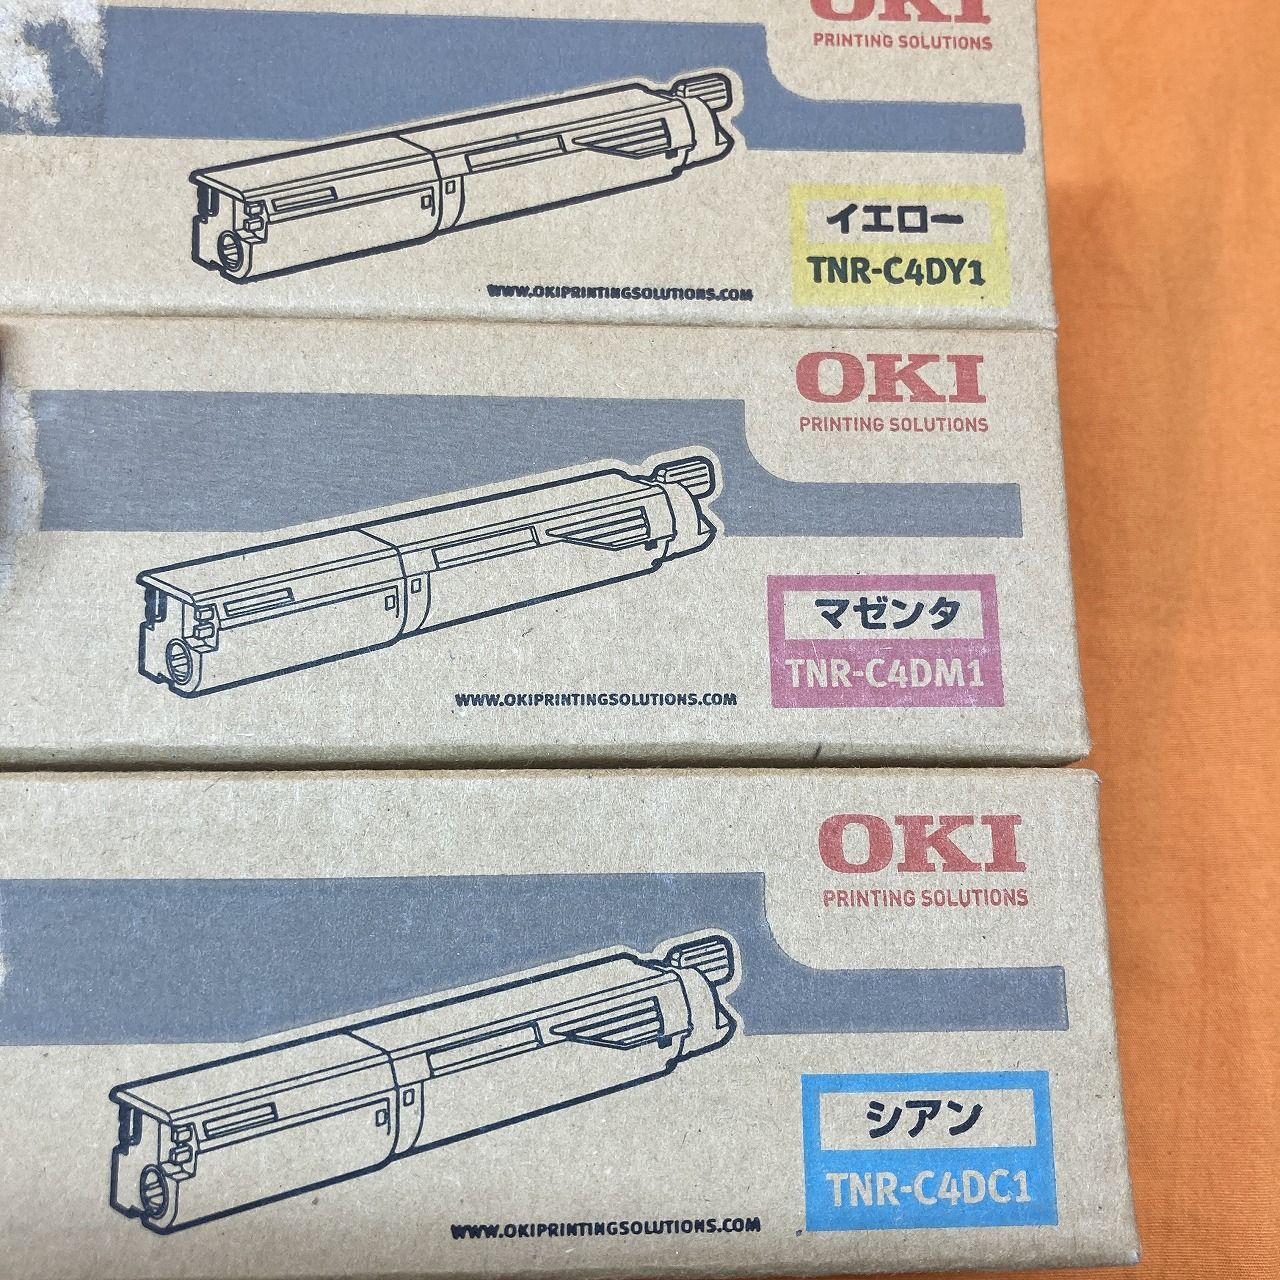 OKI
PRINTING SOLUTIONS
イエロー
TNR-C4DY1
WWW.OKIPRINTINGSOLUTIONS.COM
OKI
PRINTING SOLUTIONS
マゼンタ
TNR-C4DM1
WWW.OKIPRINTINGSOLUTIONS.COM
OKI
PRINTING SOLUTIONS
シアン
TNR-C4DC1
WWW.OKIPRINTINGSOLUTIONS.COM